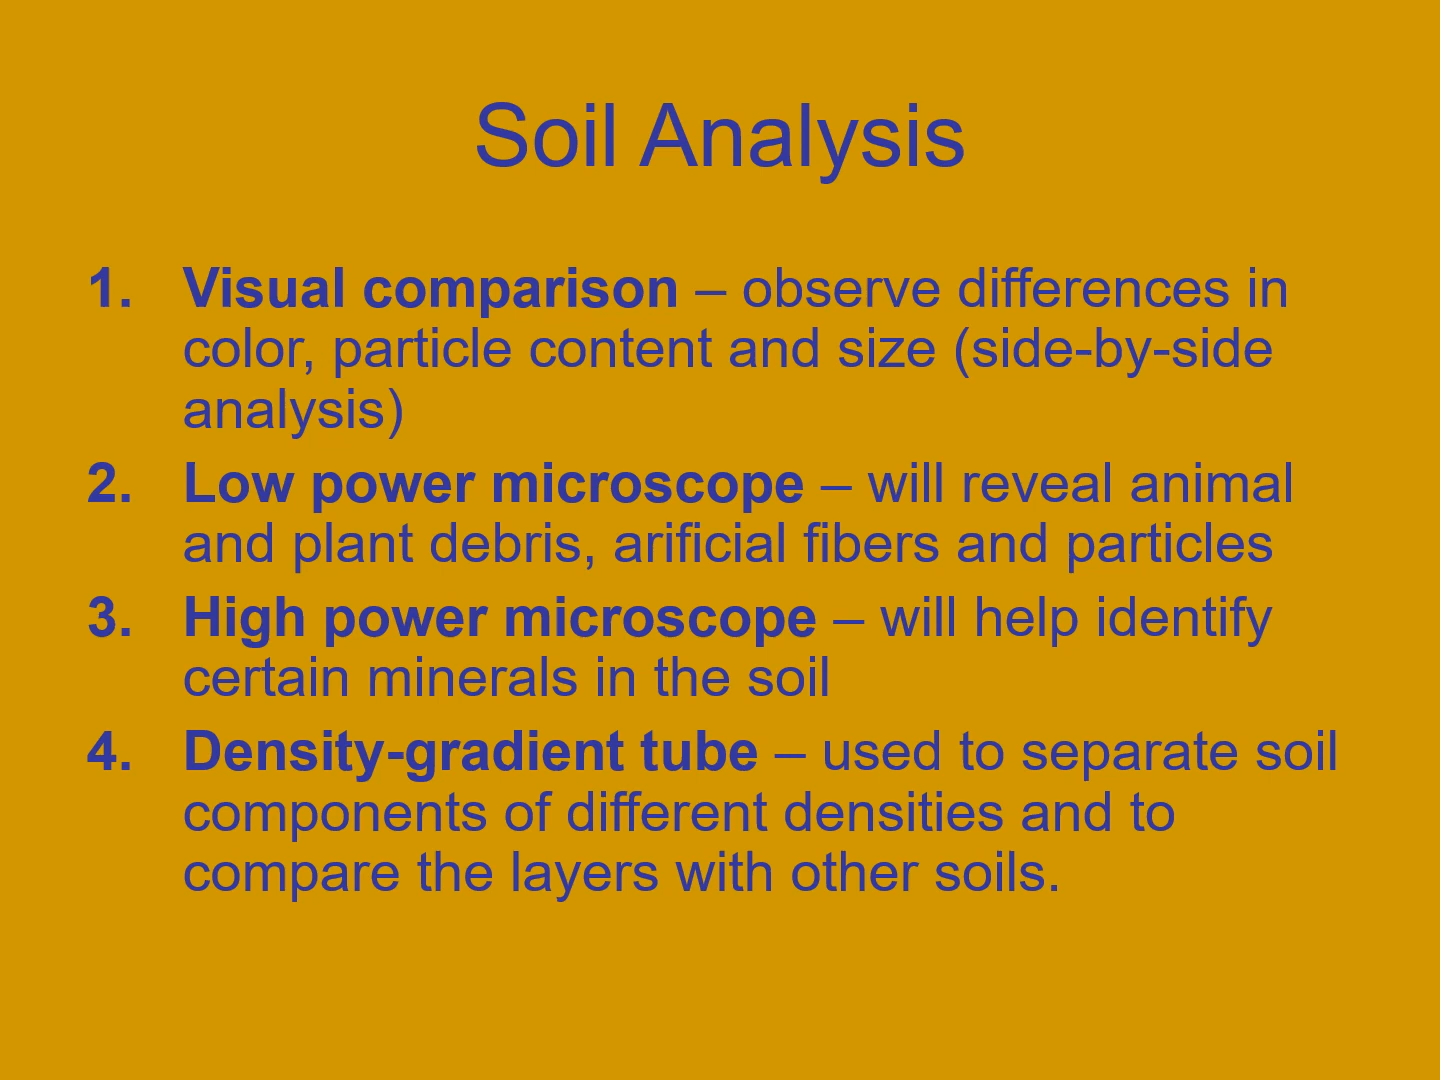 Soil Analysis
1. Visual comparison – observe differences in
color, particle content and size (side-by-side
analysis)
2. Low power microscope – will reveal animal
and plant debris, arificial fibers and particles
3. High power microscope – will help identify
certain minerals in the soil
4. Density-gradient tube – used to separate soil
components of different densities and to
compare the layers with other soils.